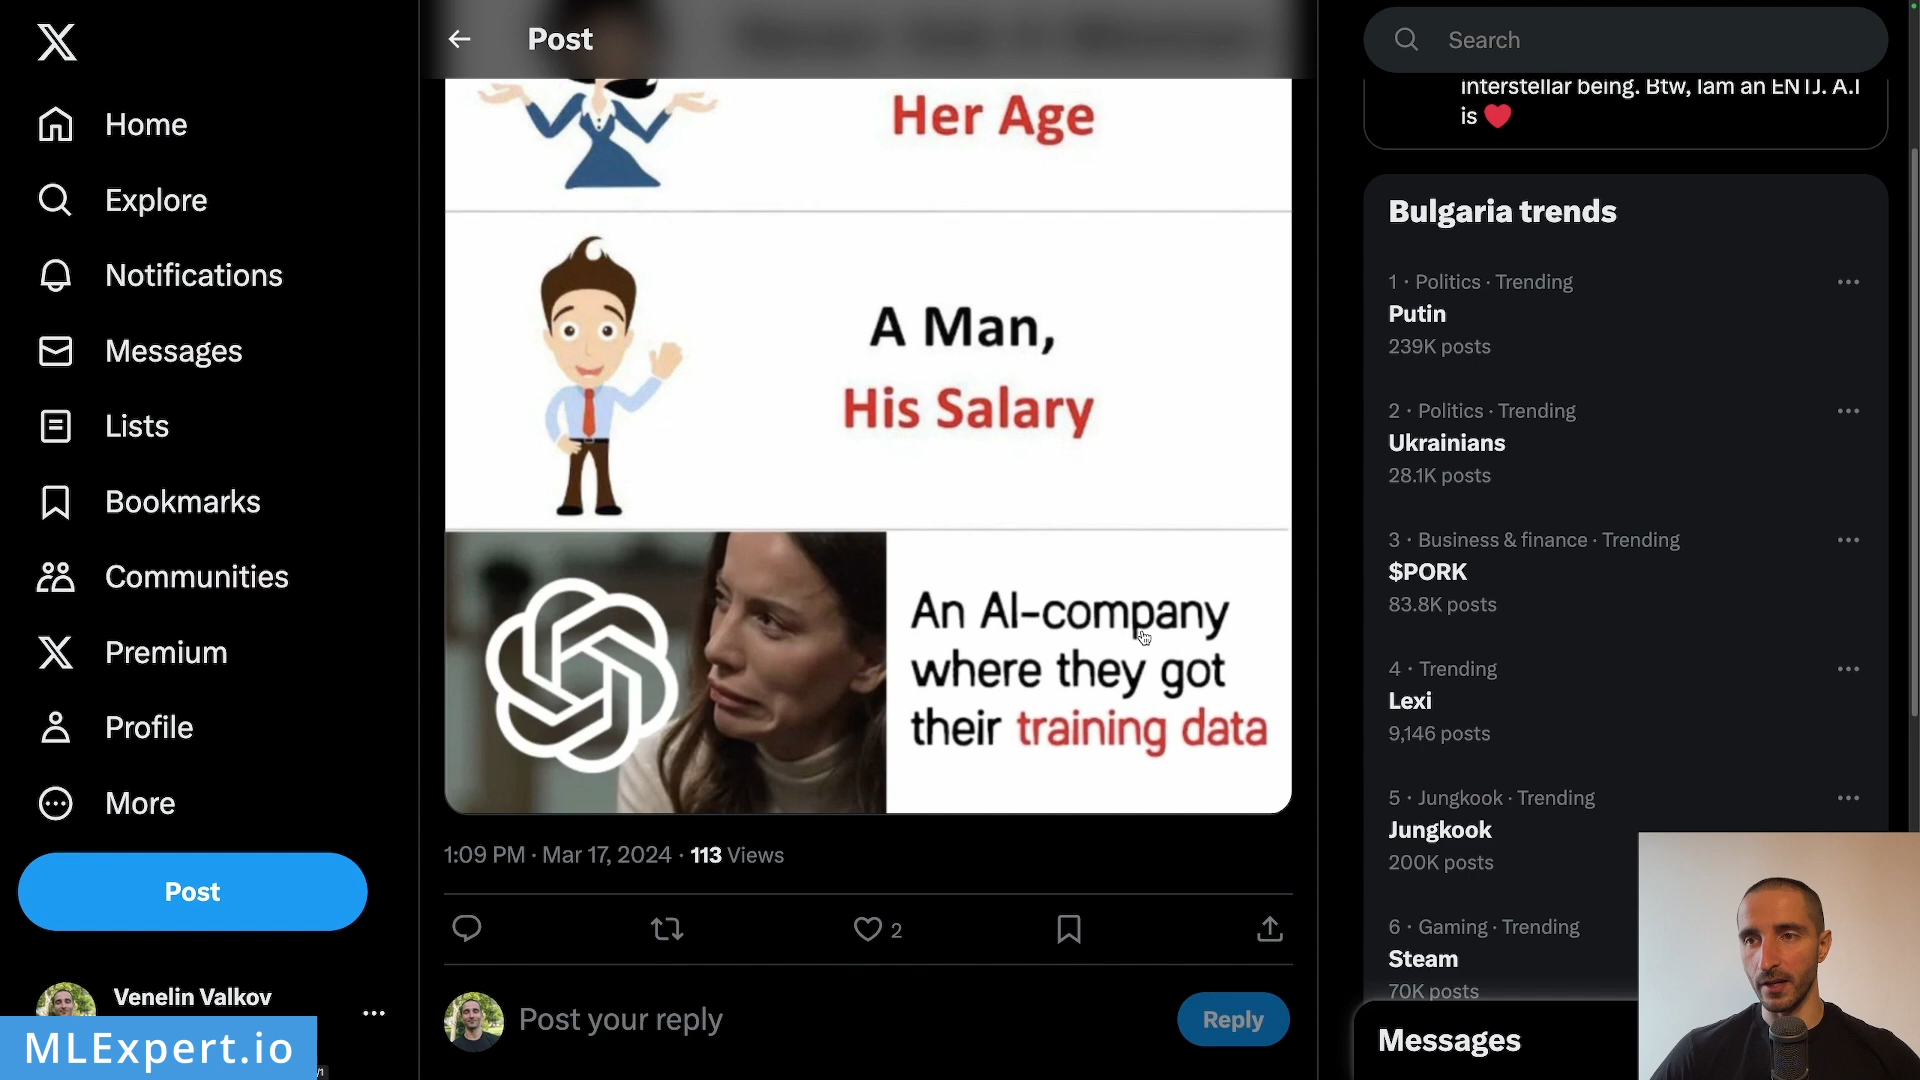 Home
Explore
Notifications
Messages
Lists
Bookmarks
Communities
Premium
Profile
More
Post
Venelin Valkov
MLExpert.io
Post
Her Age
A Man,
His Salary
An AI-company
where they got
their training data
1:09 PM · Mar 17, 2024 · 113 Views
2
Post your reply
Reply
Search
interstellar being. Btw, Iam an ENTJ. A.I
is
Bulgaria trends
1 · Politics · Trending
Putin
239K posts
2 · Politics · Trending
Ukrainians
28.1K posts
3 · Business & finance · Trending
$PORK
83.8K posts
4 · Trending
Lexi
9,146 posts
5 · Jungkook · Trending
Jungkook
200K posts
6 · Gaming · Trending
Steam
70K posts
Messages